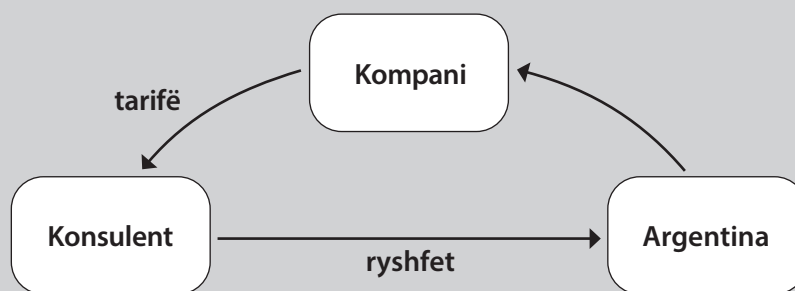 Kompani
tarifë
Konsulent
Argentina
ryshfet